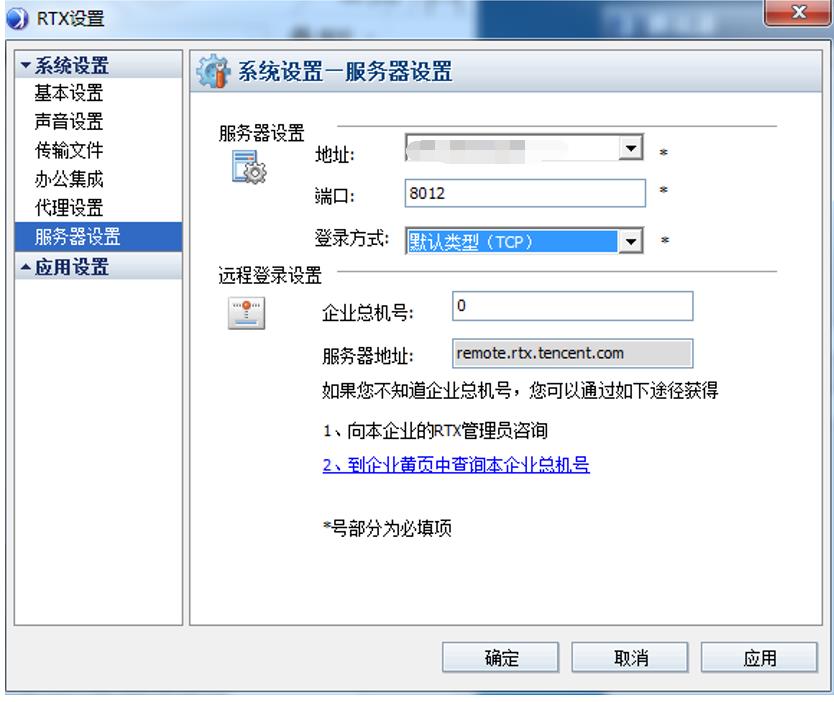 RTX设置
系统设置
基本设置
声音设置
传输文件
办公集成
代理设置
服务器设置
应用设置
系统设置—服务器设置
服务器设置
地址: *
端口: 8012 *
登录方式: 默认类型（TCP） *
远程登录设置
企业总机号: 0
服务器地址: remote.rtx.tencent.com
如果您不知道企业总机号，您可以通过如下途径获得
1、向本企业的RTX管理员咨询
2、到企业黄页中查询本企业总机号
*号部分为必填项
确定 取消 应用